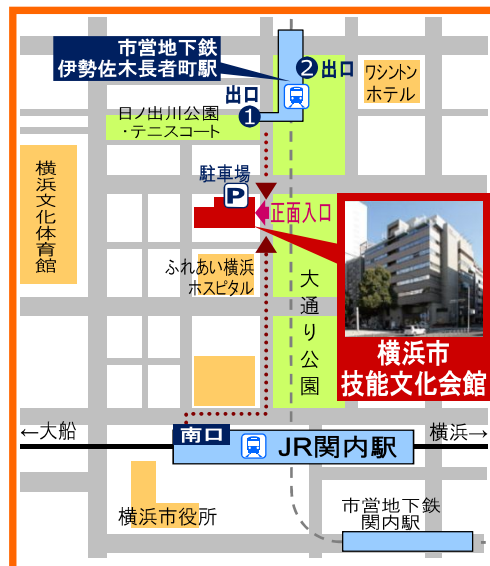 市営地下鉄
伊勢佐木長者町駅
2出口
出口
1
ワシントン
ホテル
日ノ出川公園
・テニスコート
横浜文化体育館
駐車場
P
正面入口
ふれあい横浜
ホスピタル
大通り公園
横浜市
技能文化会館
←大船
南口
JR関内駅
横浜→
横浜市役所
市営地下鉄
関内駅